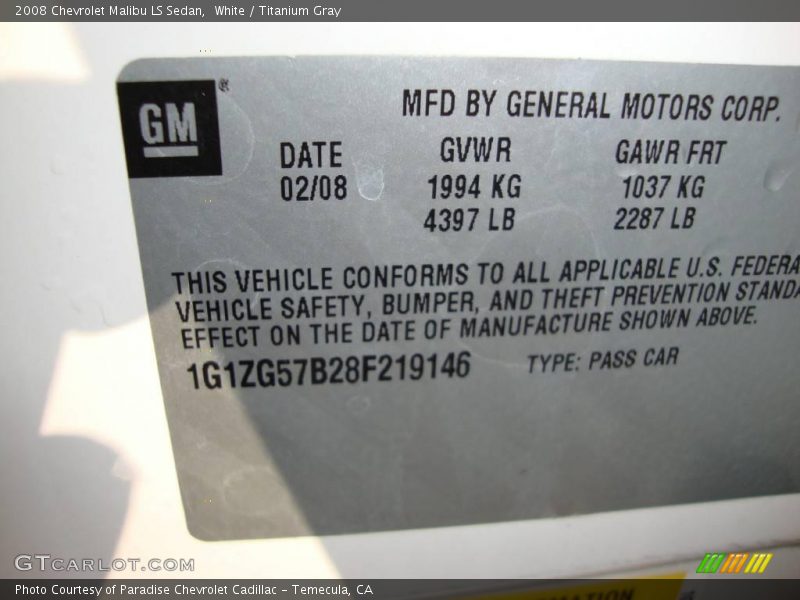 2008 Chevrolet Malibu LS Sedan, White / Titanium Gray
GM ®
MFD BY GENERAL MOTORS CORP.
DATE GVWR GAWR FRT
02/08 1994 KG 1037 KG
4397 LB 2287 LB
THIS VEHICLE CONFORMS TO ALL APPLICABLE U.S. FEDERA
VEHICLE SAFETY, BUMPER, AND THEFT PREVENTION STANDA
EFFECT ON THE DATE OF MANUFACTURE SHOWN ABOVE.
1G1ZG57B28F219146 TYPE: PASS CAR
GTCARLOT.COM
Photo Courtesy of Paradise Chevrolet Cadillac - Temecula, CA